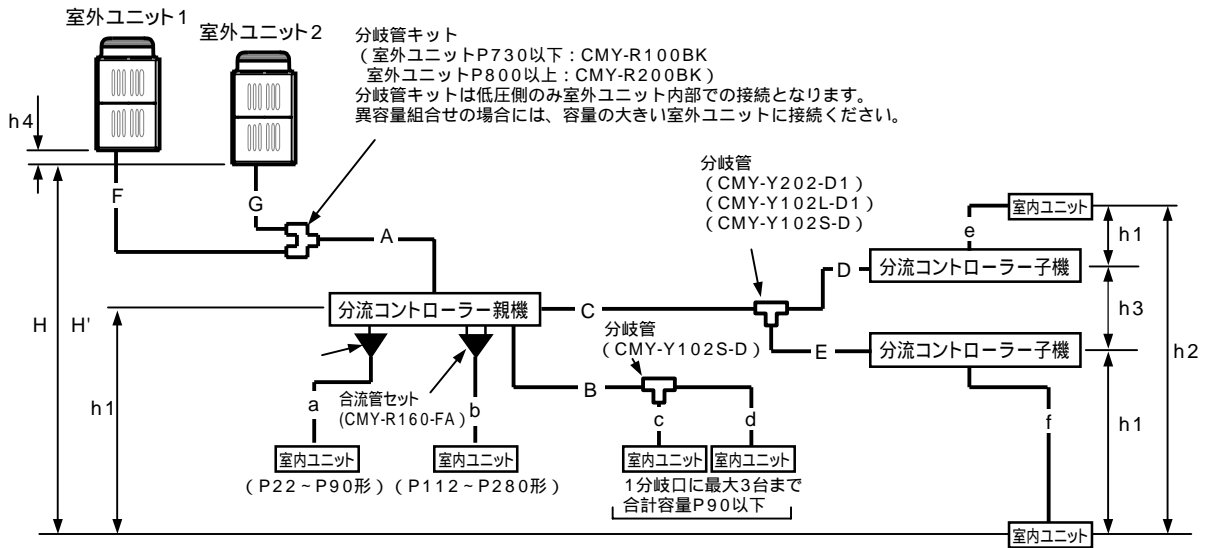 室外ユニット1
室外ユニット2
分岐管キット
（室外ユニットP730以下：CMY-R100BK
室外ユニットP800以上：CMY-R200BK）
分岐管キットは低圧側のみ室外ユニット内部での接続となります。
異容量組合せの場合には、容量の大きい室外ユニットに接続ください。
h4
F
G
A
H
H'
h1
分岐管
（CMY-Y202-D1）
（CMY-Y102L-D1）
（CMY-Y102S-D）
室内ユニット
e
h1
D
分流コントローラー子機
分流コントローラー親機
C
h3
h2
E
分流コントローラー子機
分岐管
（CMY-Y102S-D）
B
合流管セット
(CMY-R160-FA)
a
b
c
d
f
h1
室内ユニット
室内ユニット
室内ユニット
室内ユニット
（P22～P90形）
（P112～P280形）
1分岐口に最大3台まで
合計容量P90以下
室内ユニット